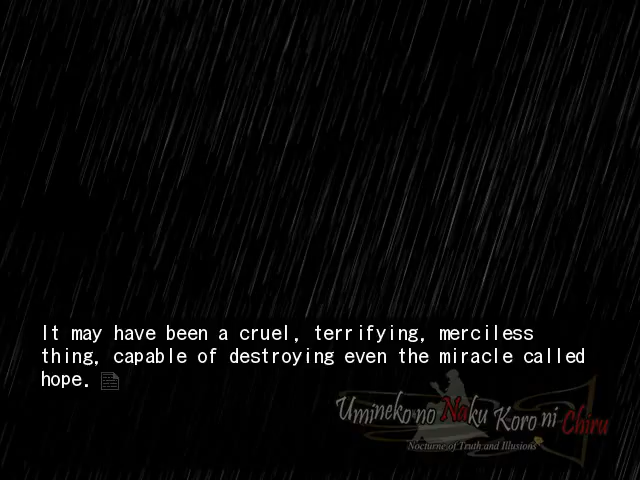 It may have been a cruel, terrifying, merciless
thing, capable of destroying even the miracle called
hope.
Umineko no Naku Koro ni Chiru
Nocturne of Truth and Illusions